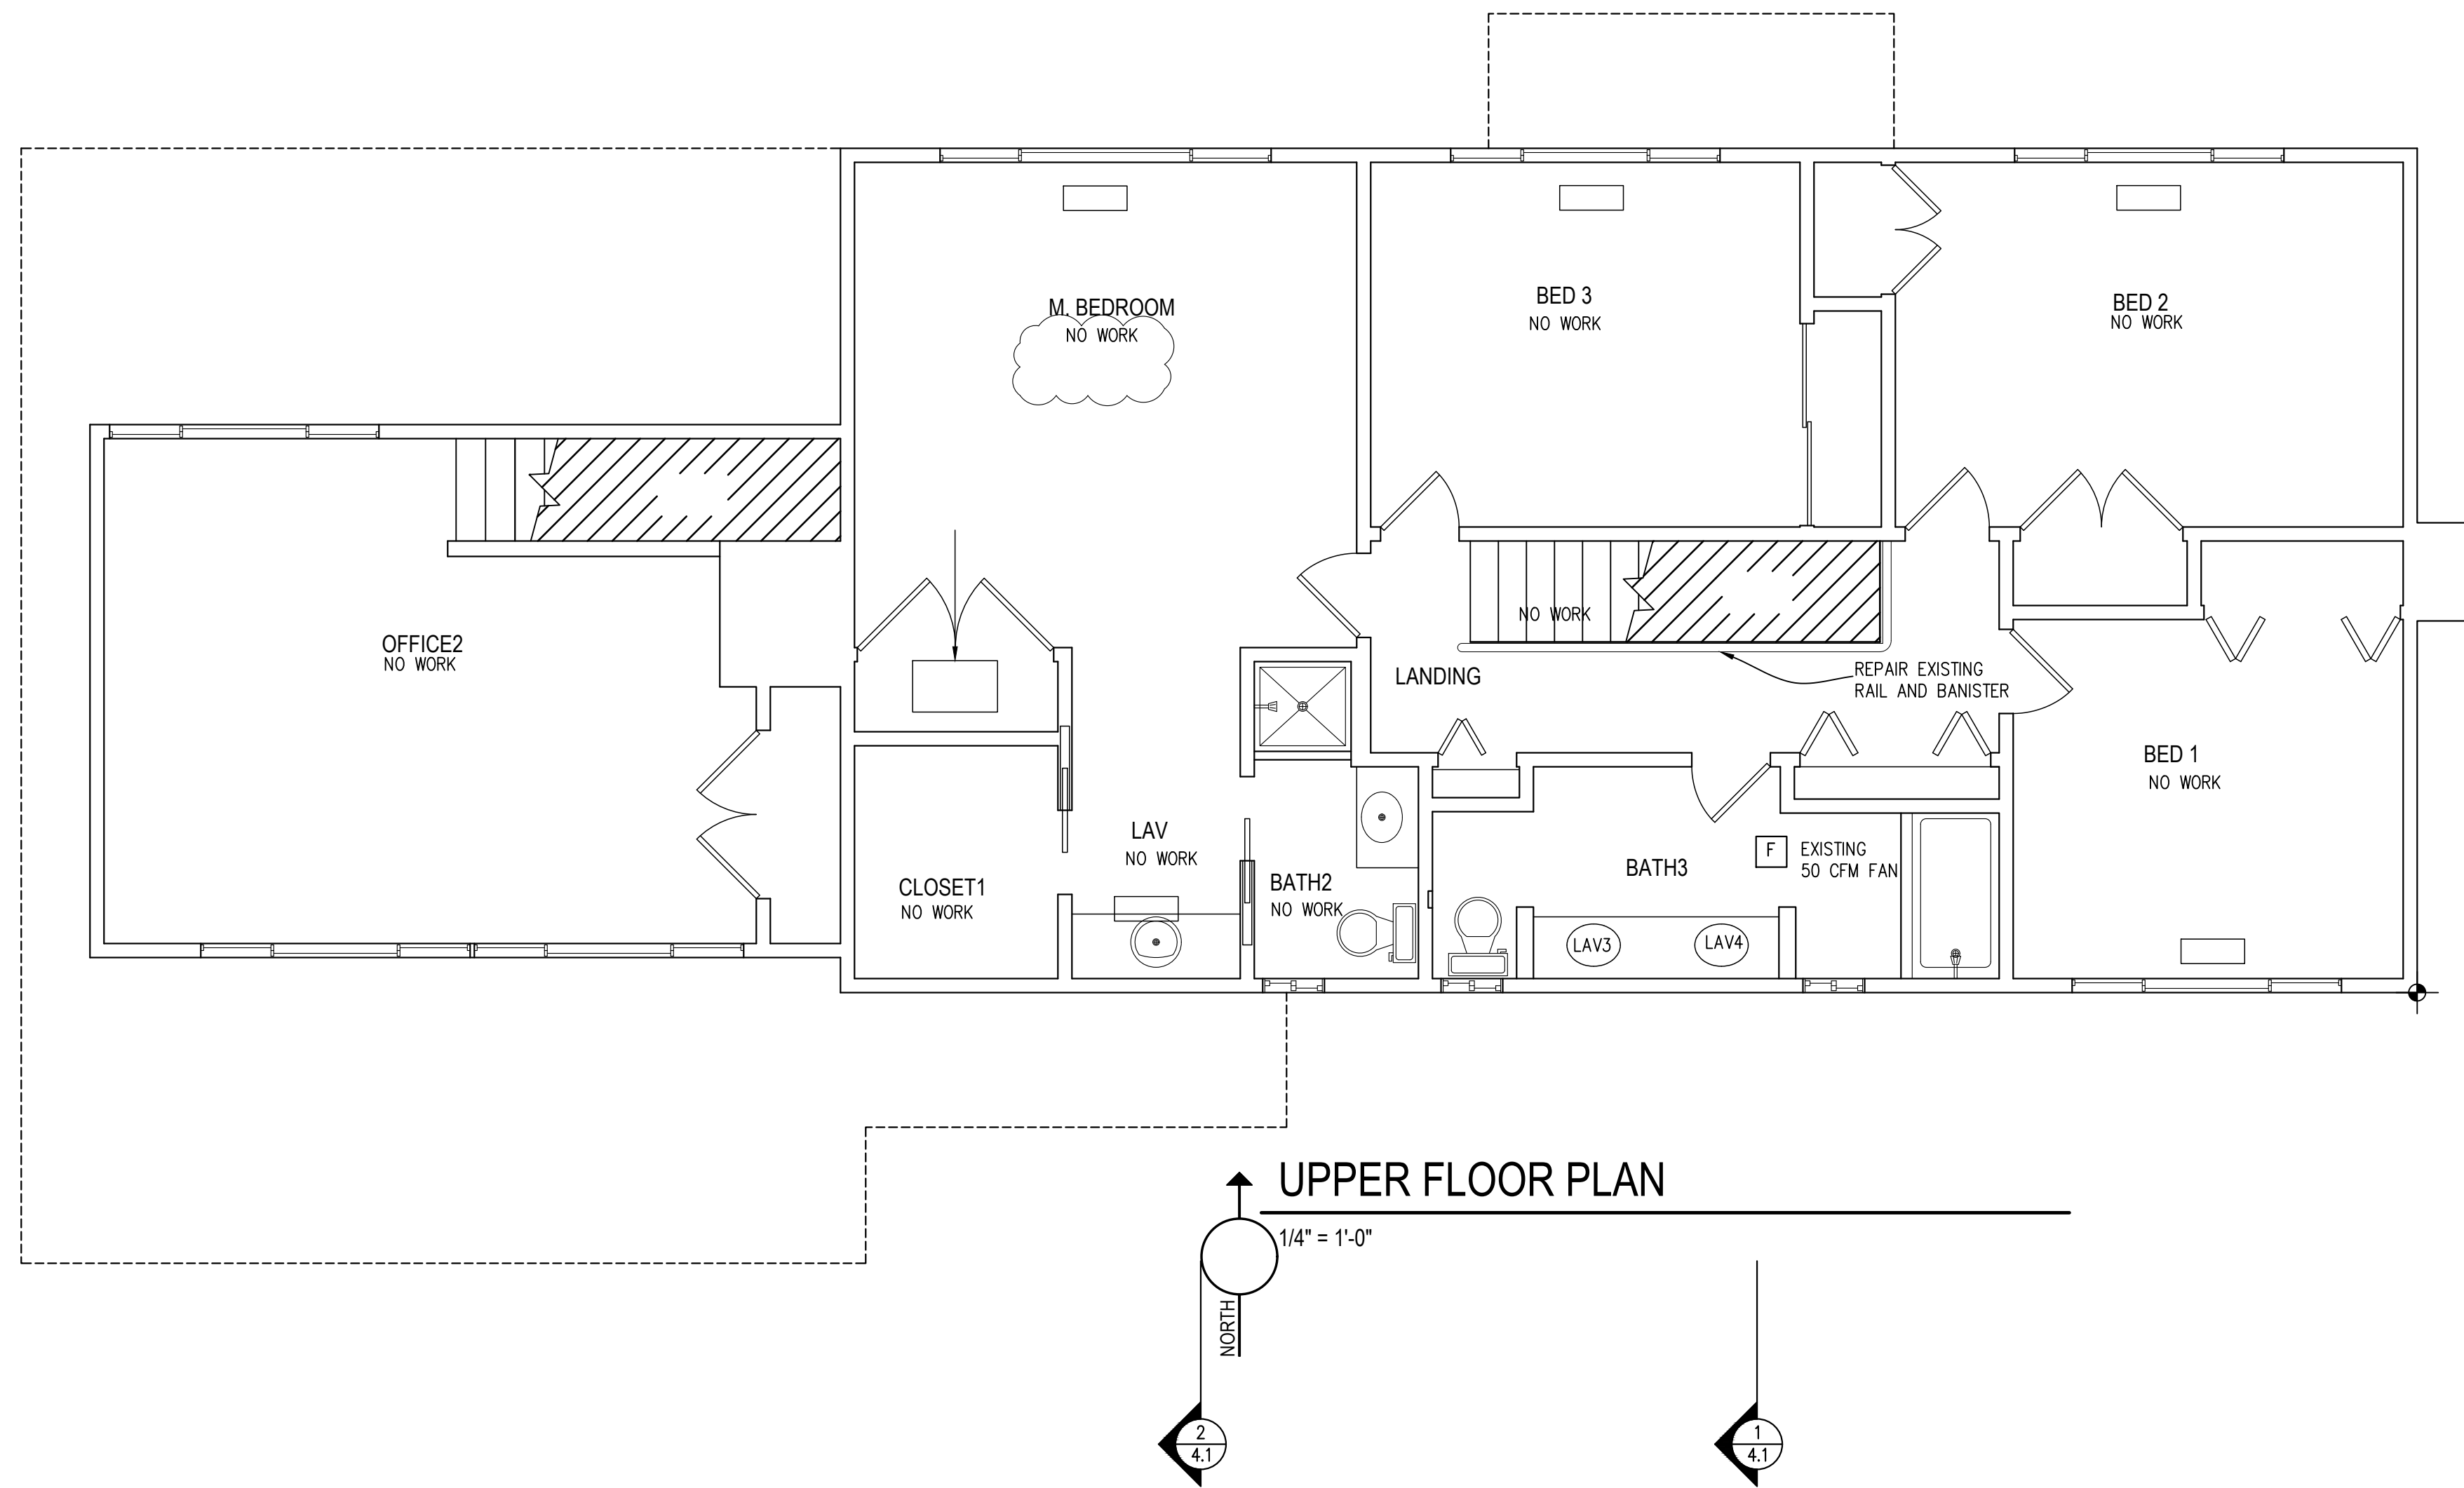 M. BEDROOM
NO WORK
BED 3
NO WORK
BED 2
NO WORK
OFFICE2
NO WORK
NO WORK
LANDING
REPAIR EXISTING
RAIL AND BANISTER
BED 1
NO WORK
LAV
NO WORK
CLOSET1
NO WORK
BATH2
NO WORK
BATH3
F
EXISTING
50 CFM FAN
LAV3
LAV4
UPPER FLOOR PLAN
1/4" = 1'-0"
NORTH
2
4.1
1
4.1